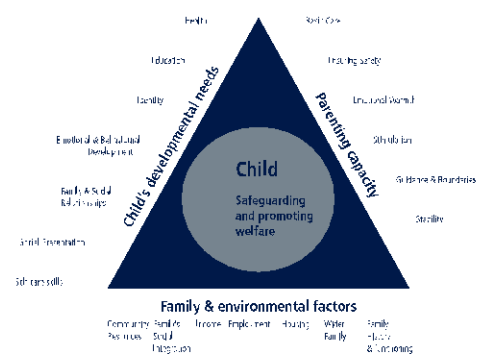 Health
Education
Identity
Emotional & Behavioural
Development
Family & Social
Relationships
Social Presentation
Selfcare skills
Child's developmental needs
Basic Care
Ensuring Safety
Emotional Warmth
Stimulation
Guidance & Boundaries
Stability
Parenting capacity
Child
Safeguarding
and promoting
welfare
Family & environmental factors
Community
Resources
Family's
Social
Integration
Income
Employment
Housing
Wider
Family
Family
History
& functioning